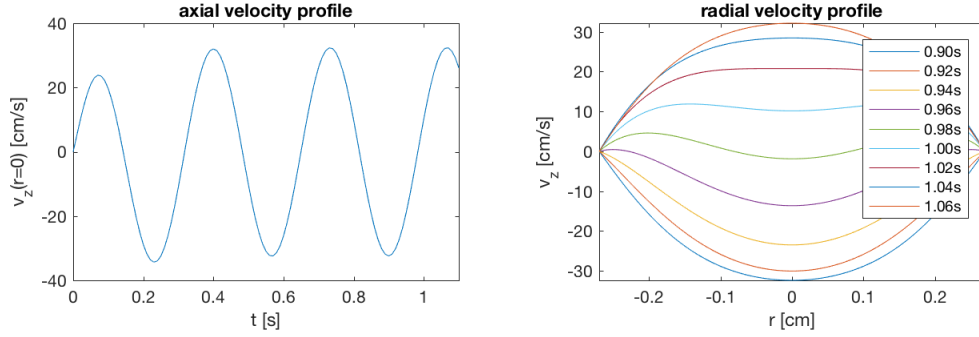 axial velocity profile
40
20
0
-20
-40
v_z(r=0) [cm/s]
0
0.2
0.4
0.6
0.8
1
t [s]
radial velocity profile
30
20
10
0
-10
-20
-30
v_z [cm/s]
-0.2
-0.1
0
0.1
0.2
r [cm]
0.90s
0.92s
0.94s
0.96s
0.98s
1.00s
1.02s
1.04s
1.06s